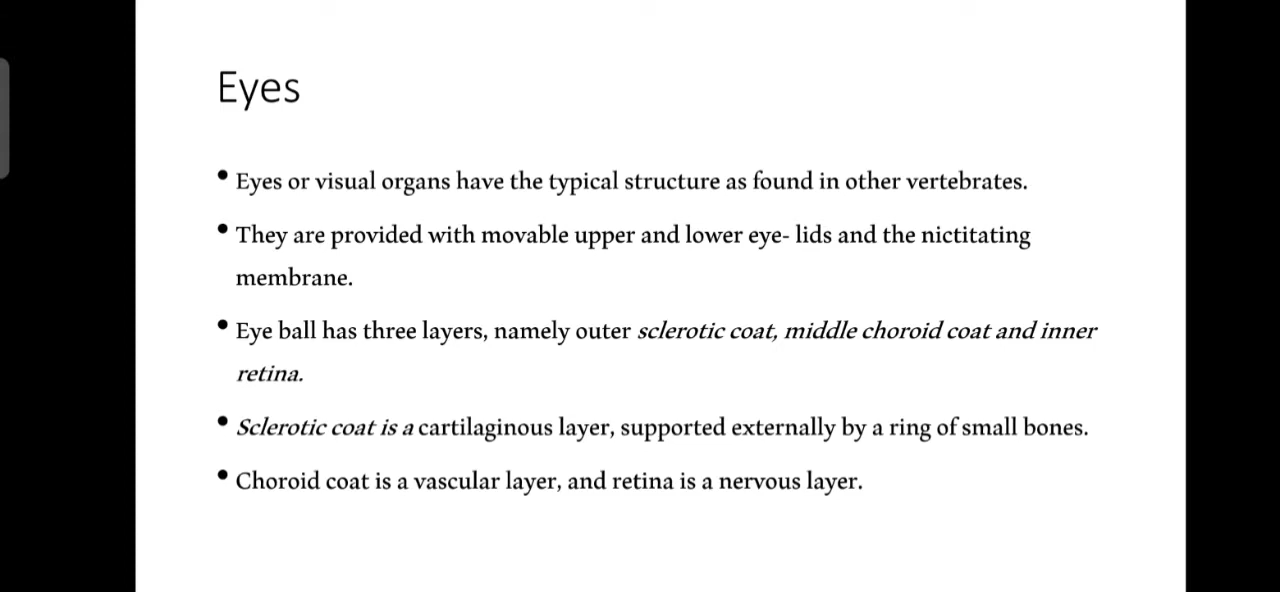 Eyes
• Eyes or visual organs have the typical structure as found in other vertebrates.
• They are provided with movable upper and lower eye- lids and the nictitating
membrane.
• Eye ball has three layers, namely outer sclerotic coat, middle choroid coat and inner
retina.
• Sclerotic coat is a cartilaginous layer, supported externally by a ring of small bones.
• Choroid coat is a vascular layer, and retina is a nervous layer.